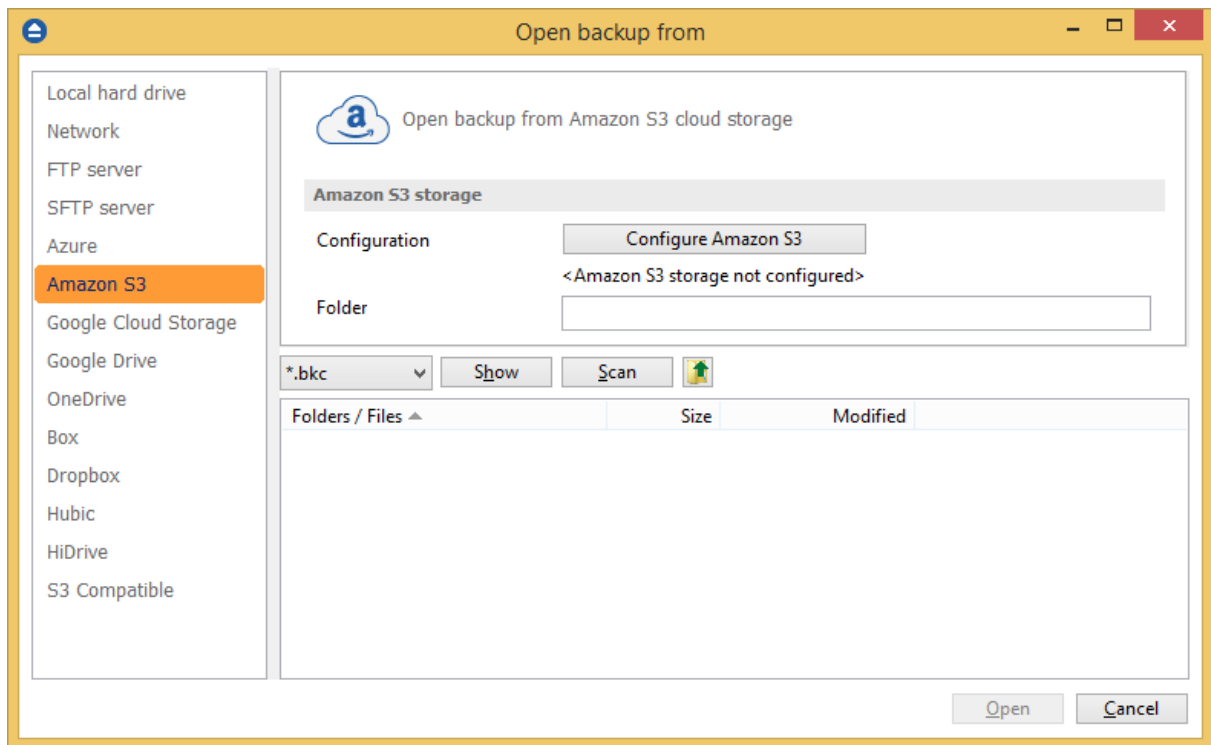 Open backup from
Local hard drive
Network
FTP server
SFTP server
Azure
Amazon S3
Google Cloud Storage
Google Drive
OneDrive
Box
Dropbox
Hubic
HiDrive
S3 Compatible
a
Open backup from Amazon S3 cloud storage
Amazon S3 storage
Configuration
Configure Amazon S3
<Amazon S3 storage not configured>
Folder
*.bkc
Show
Scan
Folders / Files Size Modified
Open
Cancel